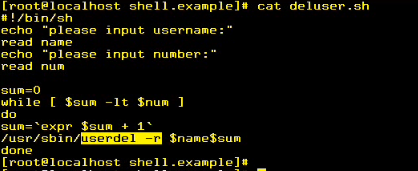 [root@localhost shell.example]# cat deluser.sh
#!/bin/sh
echo "please input username:"
read name
echo "please input number:"
read num

sum=0
while [ $sum -lt $num ]
do
sum=`expr $sum + 1`
/usr/sbin/userdel -r $name$sum
done
[root@localhost shell.example]#